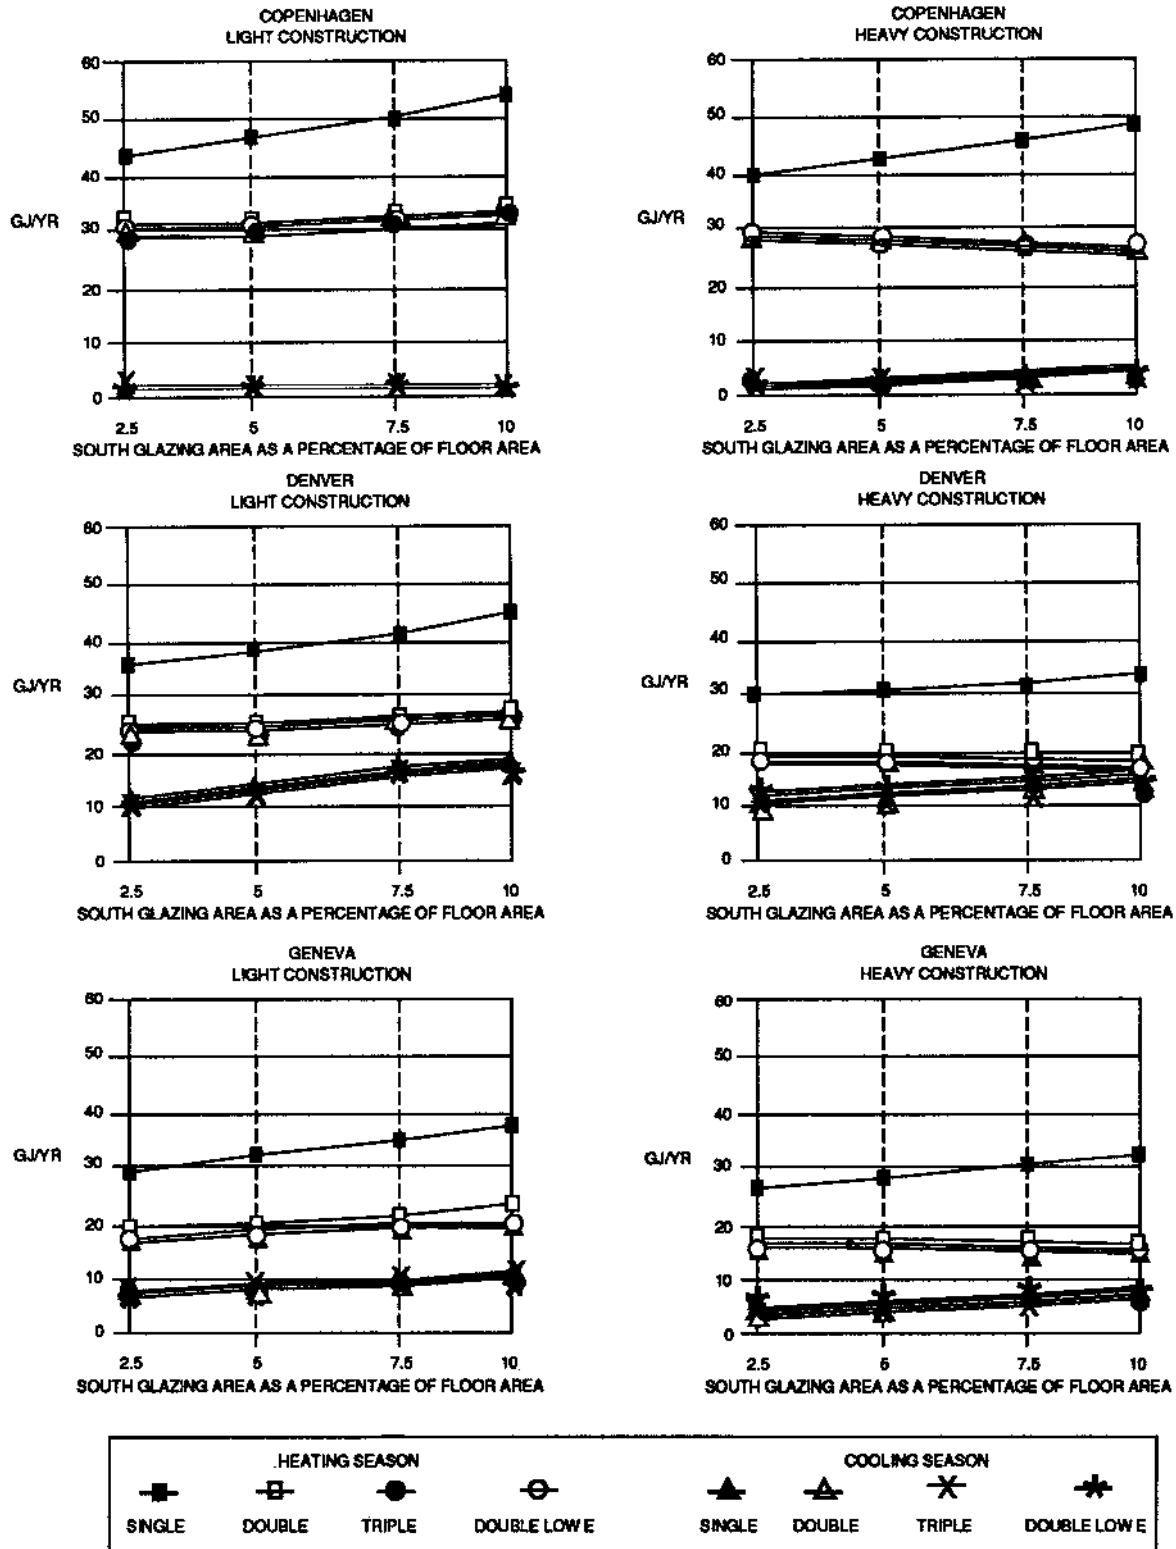 COPENHAGEN
LIGHT CONSTRUCTION
60
50
40
GJ/YR
30
20
10
0
2.5 5 7.5 10
SOUTH GLAZING AREA AS A PERCENTAGE OF FLOOR AREA
COPENHAGEN
HEAVY CONSTRUCTION
60
50
40
GJ/YR
30
20
10
0
2.5 5 7.5 10
SOUTH GLAZING AREA AS A PERCENTAGE OF FLOOR AREA
DENVER
LIGHT CONSTRUCTION
60
50
40
GJ/YR
30
20
10
0
2.5 5 7.5 10
SOUTH GLAZING AREA AS A PERCENTAGE OF FLOOR AREA
DENVER
HEAVY CONSTRUCTION
60
50
40
GJ/YR
30
20
10
0
2.5 5 7.5 10
SOUTH GLAZING AREA AS A PERCENTAGE OF FLOOR AREA
GENEVA
LIGHT CONSTRUCTION
60
50
40
GJ/YR
30
20
10
0
2.5 5 7.5 10
SOUTH GLAZING AREA AS A PERCENTAGE OF FLOOR AREA
GENEVA
HEAVY CONSTRUCTION
60
50
40
GJ/YR
30
20
10
0
2.5 5 7.5 10
SOUTH GLAZING AREA AS A PERCENTAGE OF FLOOR AREA
HEATING SEASON
SINGLE DOUBLE TRIPLE DOUBLE LOW E
COOLING SEASON
SINGLE DOUBLE TRIPLE DOUBLE LOW E